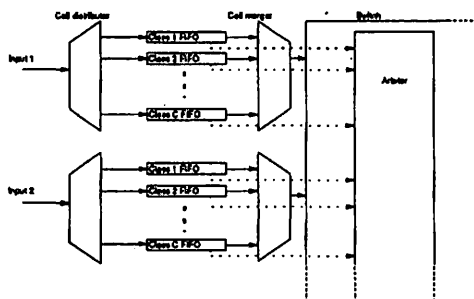 Cell distributer Cell merger Switch
Class 1 FIFO
Input 1 Class 2 FIFO
Arbiter
Class C FIFO
Class 1 FIFO
Input 2 Class 2 FIFO
Class C FIFO